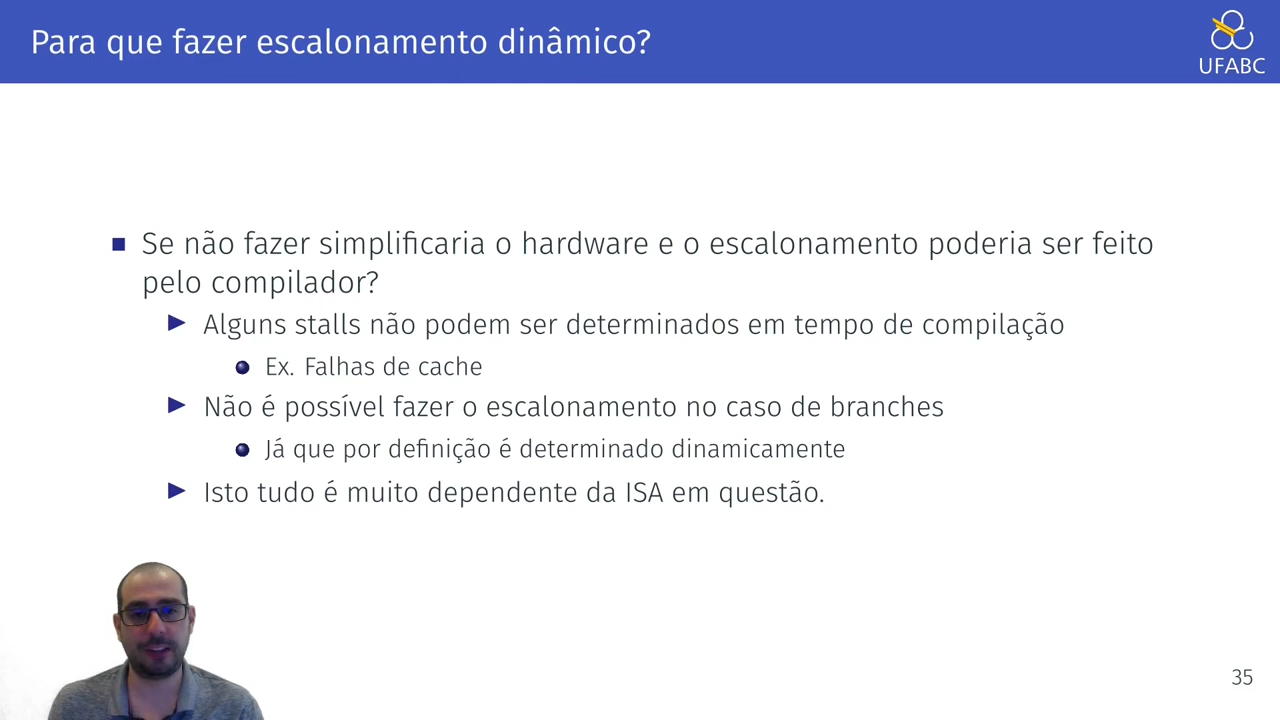 Para que fazer escalonamento dinâmico?
UFABC
Se não fazer simplificaria o hardware e o escalonamento poderia ser feito
pelo compilador?
Alguns stalls não podem ser determinados em tempo de compilação
Ex. Falhas de cache
Não é possível fazer o escalonamento no caso de branches
Já que por definição é determinado dinamicamente
Isto tudo é muito dependente da ISA em questão.
35